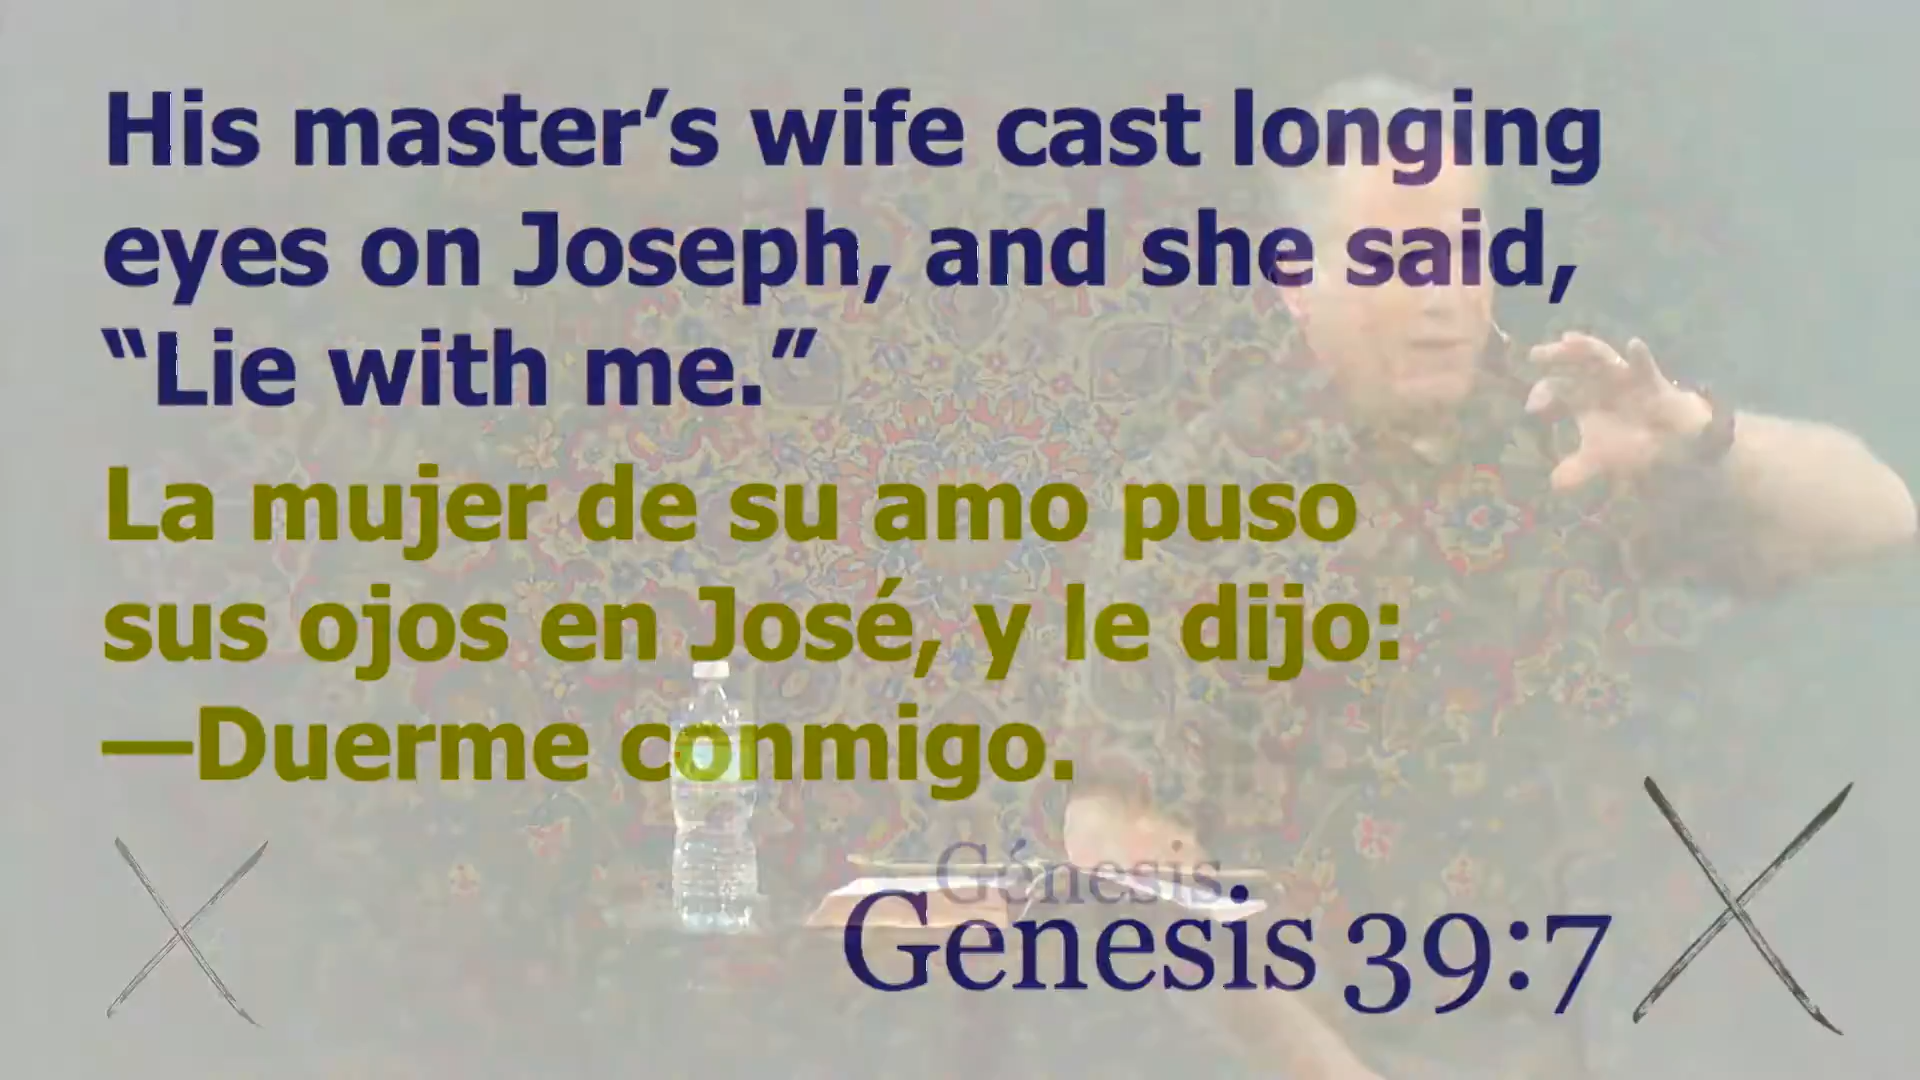 His master’s wife cast longing
eyes on Joseph, and she said,
“Lie with me.”
La mujer de su amo puso
sus ojos en José, y le dijo:
—Duerme conmigo.
Génesis
Genesis 39:7